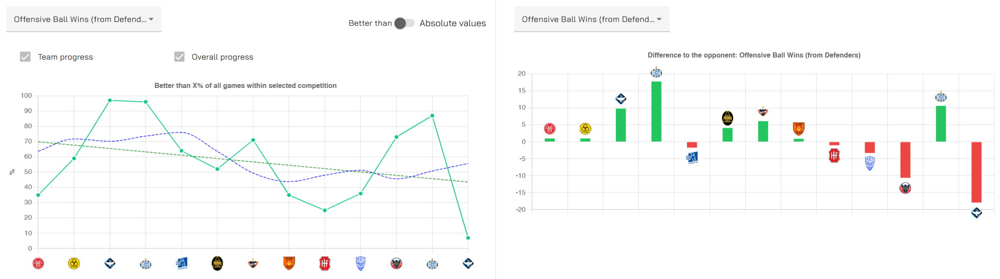 Offensive Ball Wins (from Defend...
Better than
Absolute values
Team progress
Overall progress
Better than X% of all games within selected competition
100
90
80
70
60
50
40
30
20
10
0
%
Offensive Ball Wins (from Defend...
Difference to the opponent: Offensive Ball Wins (from Defenders)
20
15
10
5
0
-5
-10
-15
-20